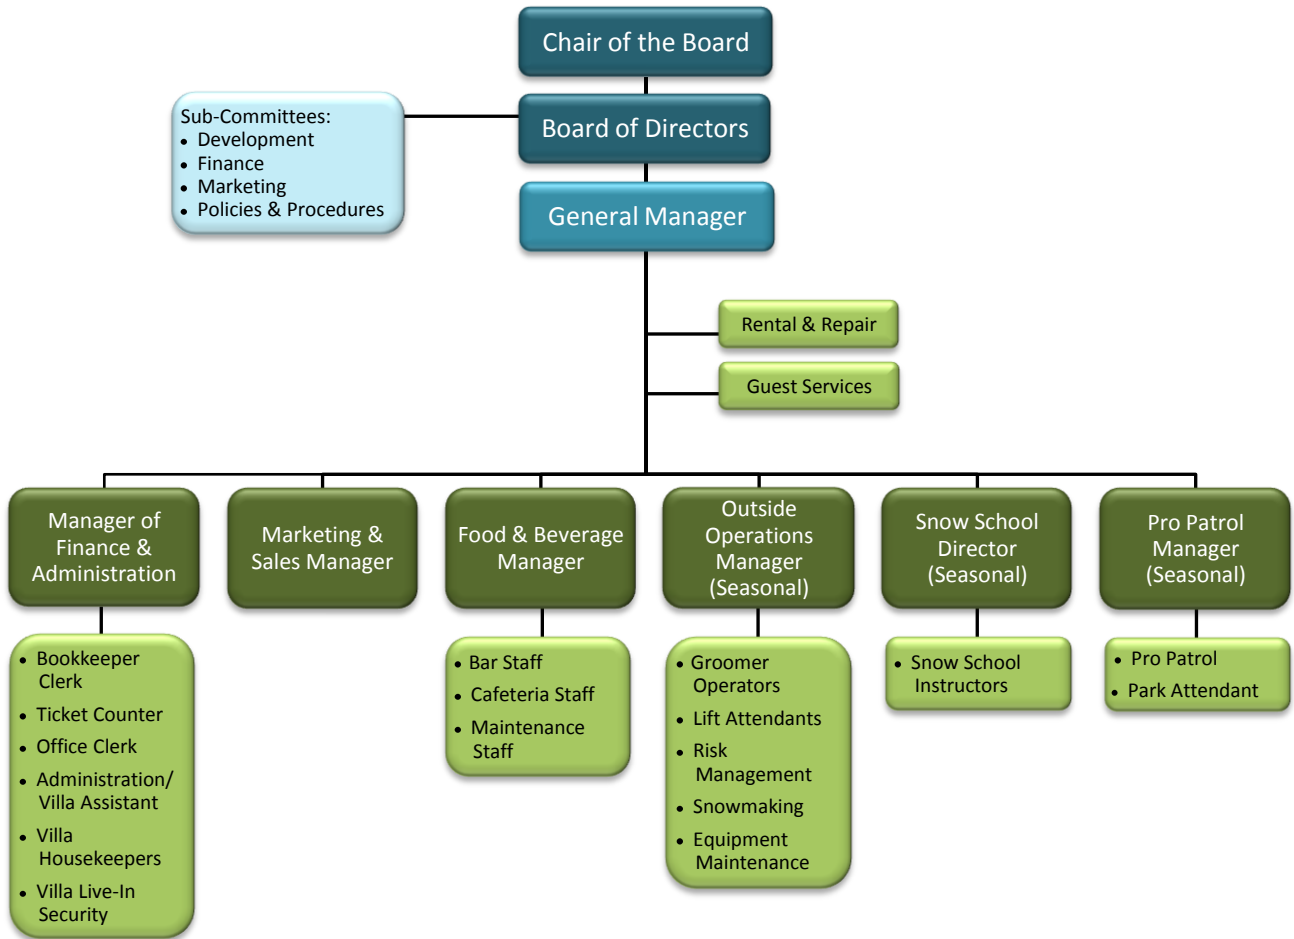 Chair of the Board
Sub-Committees:
• Development
• Finance
• Marketing
• Policies & Procedures
Board of Directors
General Manager
Rental & Repair
Guest Services
Manager of
Finance &
Administration
Marketing &
Sales Manager
Food & Beverage
Manager
Outside
Operations
Manager
(Seasonal)
Snow School
Director
(Seasonal)
Pro Patrol
Manager
(Seasonal)
• Bookkeeper
Clerk
• Ticket Counter
• Office Clerk
• Administration/
Villa Assistant
• Villa
Housekeepers
• Villa Live-In
Security
• Bar Staff
• Cafeteria Staff
• Maintenance
Staff
• Groomer
Operators
• Lift Attendants
• Risk
Management
• Snowmaking
• Equipment
Maintenance
• Snow School
Instructors
• Pro Patrol
• Park Attendant